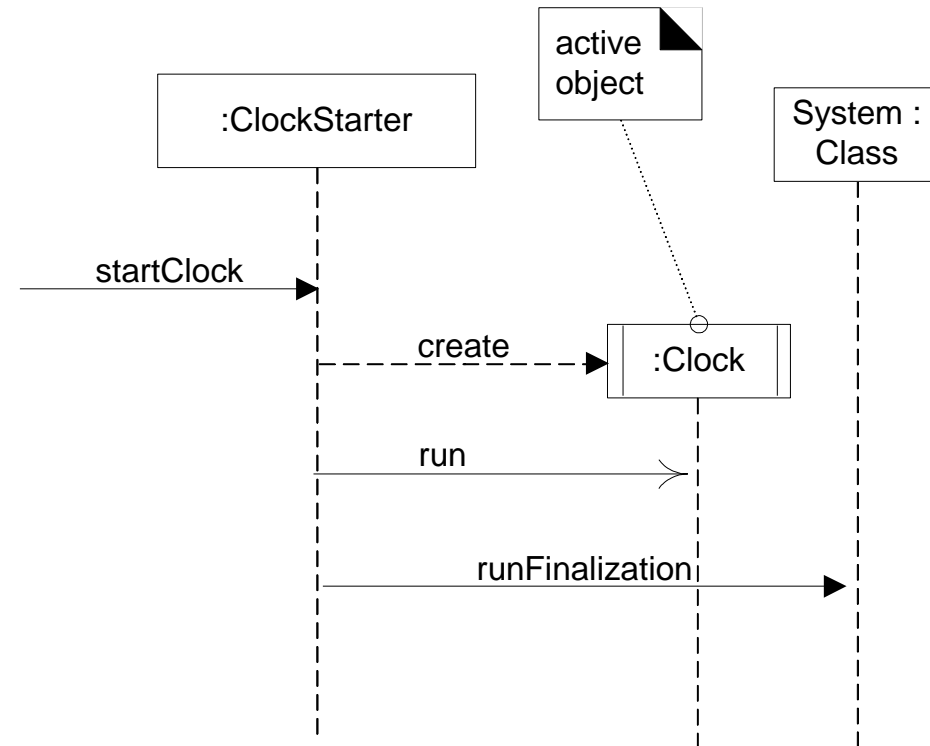 active
object
:ClockStarter
System :
Class
startClock
create
:Clock
run
runFinalization